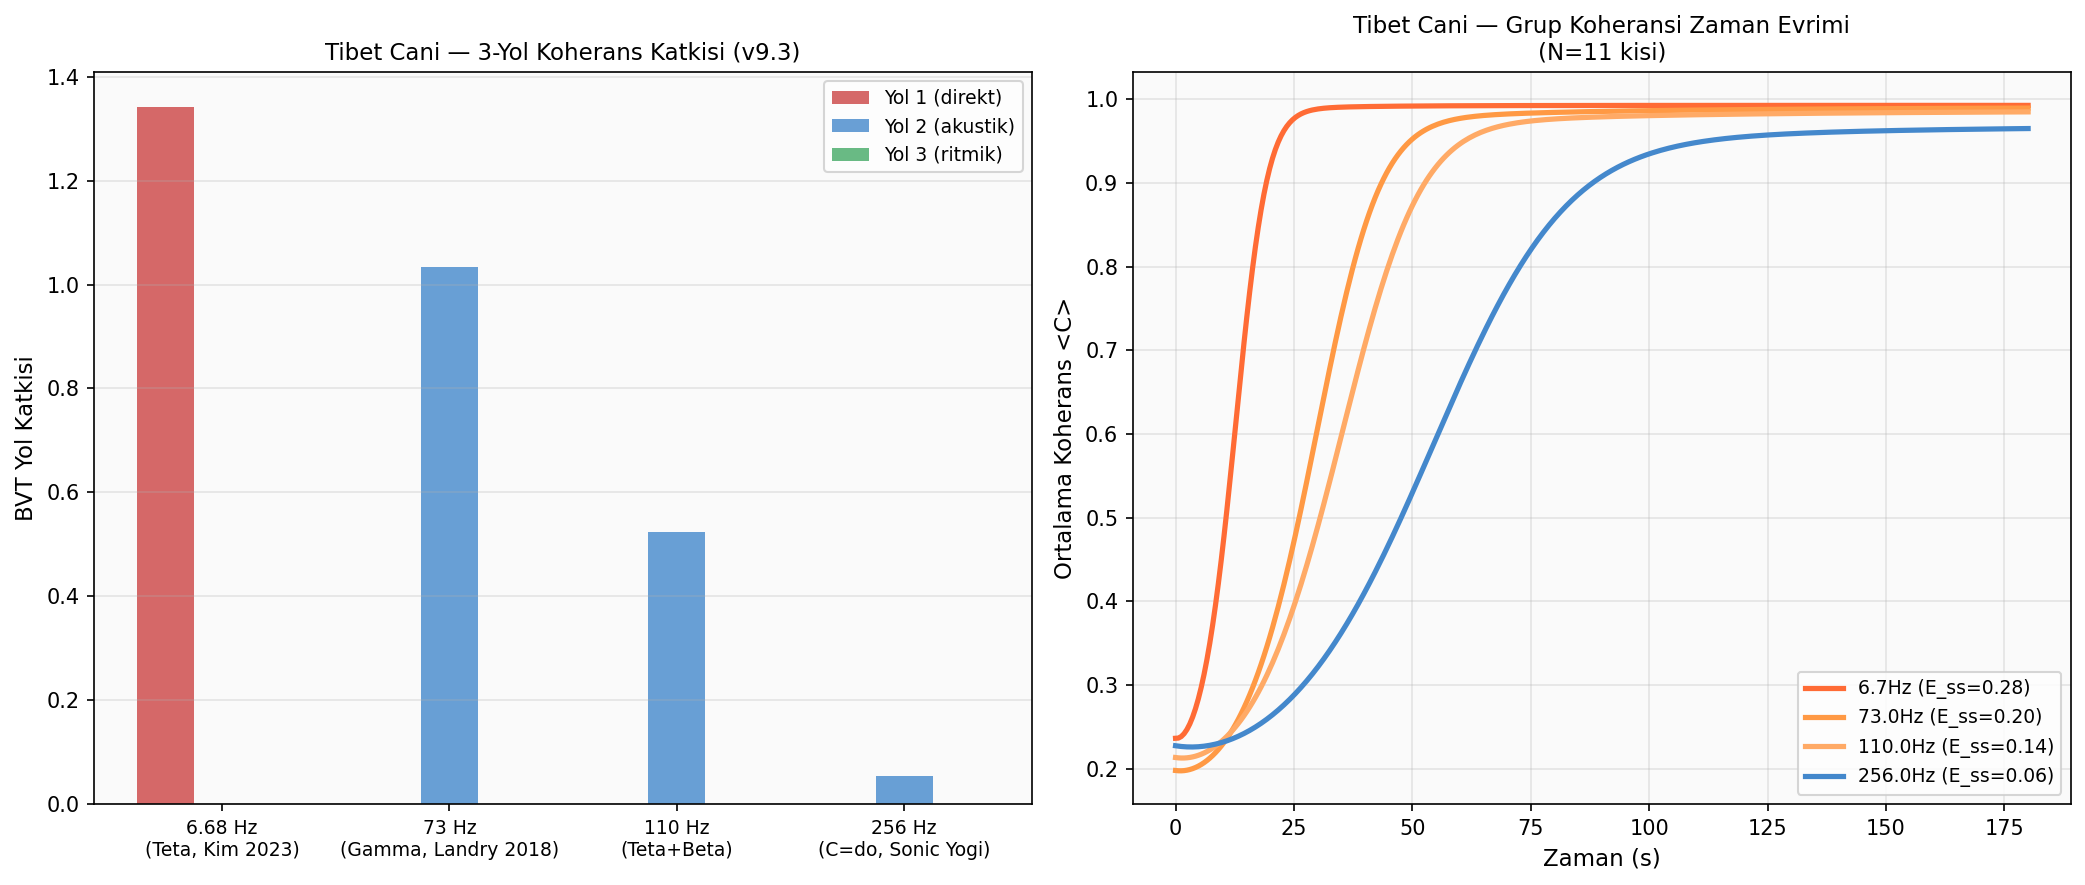 Tibet Cani — 3-Yol Koherans Katkisi (v9.3)
BVT Yol Katkisi
1.4
1.2
1.0
0.8
0.6
0.4
0.2
0.0
Yol 1 (direkt)
Yol 2 (akustik)
Yol 3 (ritmik)
6.68 Hz
(Teta, Kim 2023)
73 Hz
(Gamma, Landry 2018)
110 Hz
(Teta+Beta)
256 Hz
(C=do, Sonic Yogi)
Tibet Cani — Grup Koheransi Zaman Evrimi
(N=11 kisi)
Ortalama Koherans <C>
1.0
0.9
0.8
0.7
0.6
0.5
0.4
0.3
0.2
6.7Hz (E_ss=0.28)
73.0Hz (E_ss=0.20)
110.0Hz (E_ss=0.14)
256.0Hz (E_ss=0.06)
0 25 50 75 100 125 150 175
Zaman (s)